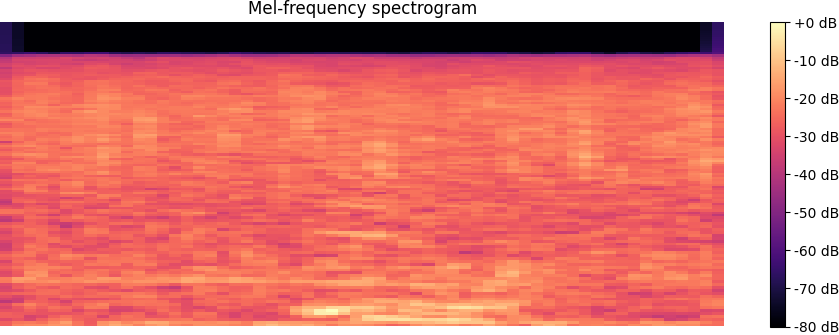 Mel-frequency spectrogram
+0 dB
-10 dB
-20 dB
-30 dB
-40 dB
-50 dB
-60 dB
-70 dB
-80 dB